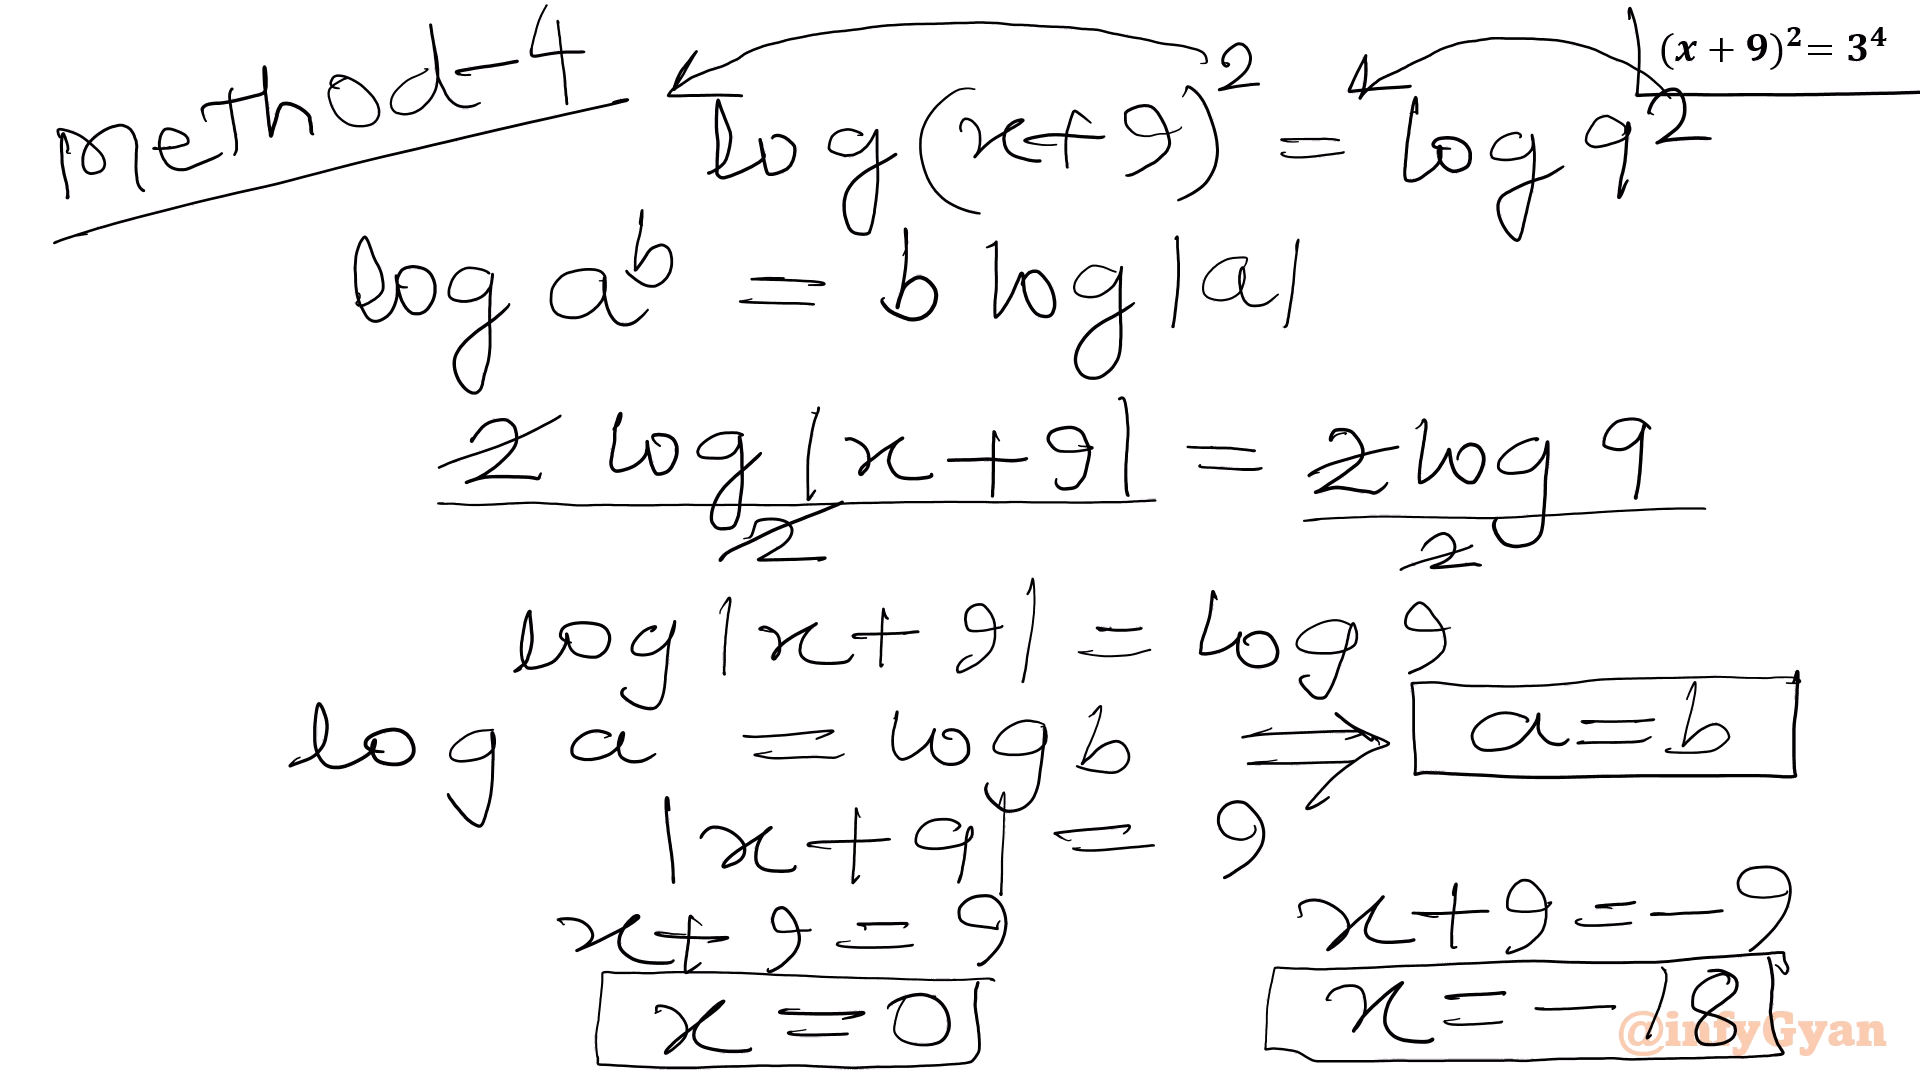 (x + 9)² = 3⁴
Method-4
log (x+9)² = log 9²
log aᵇ = b log |a|
2 log |x+9| / 2 = 2 log 9 / 2
log |x+9| = log 9
log a = log b ⇒ a = b
|x+9| = 9
x+9 = 9 x+9 = -9
x = 0 x = -18
@infyGyan